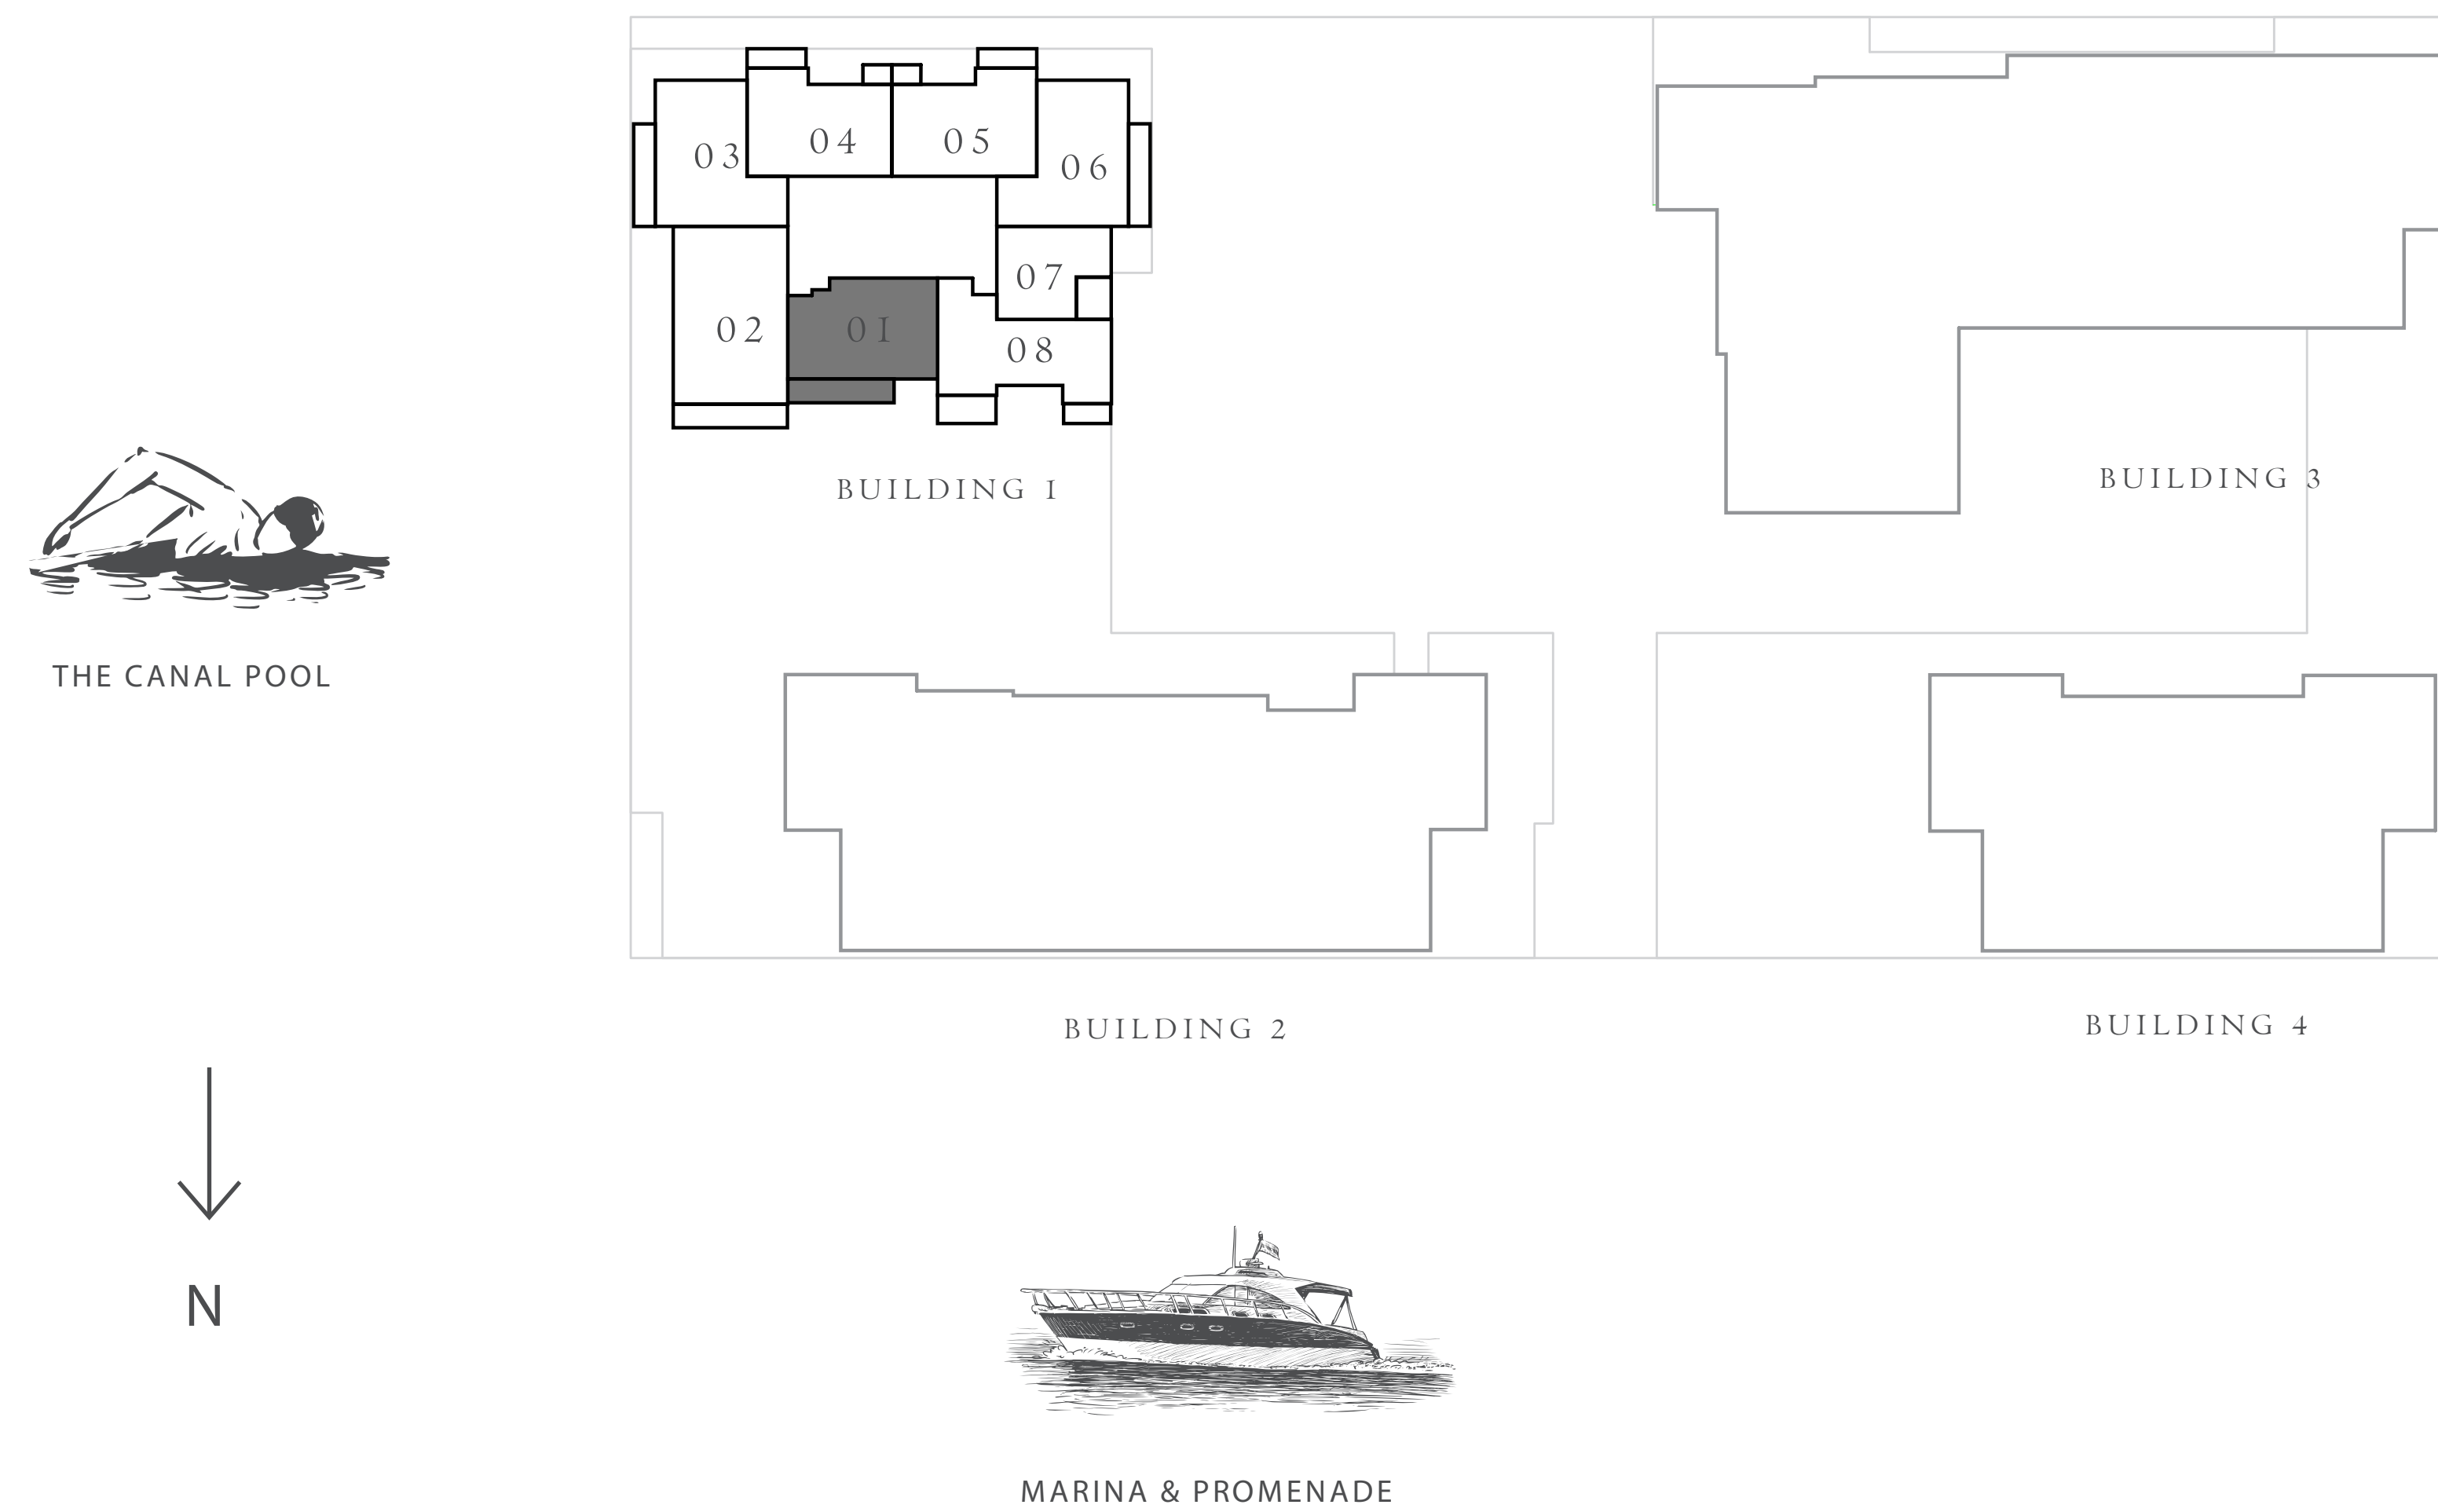 04 05
03 06
07
02 01
08
BUILDING 3
BUILDING 1
THE CANAL POOL
BUILDING 2
BUILDING 4
N
MARINA & PROMENADE